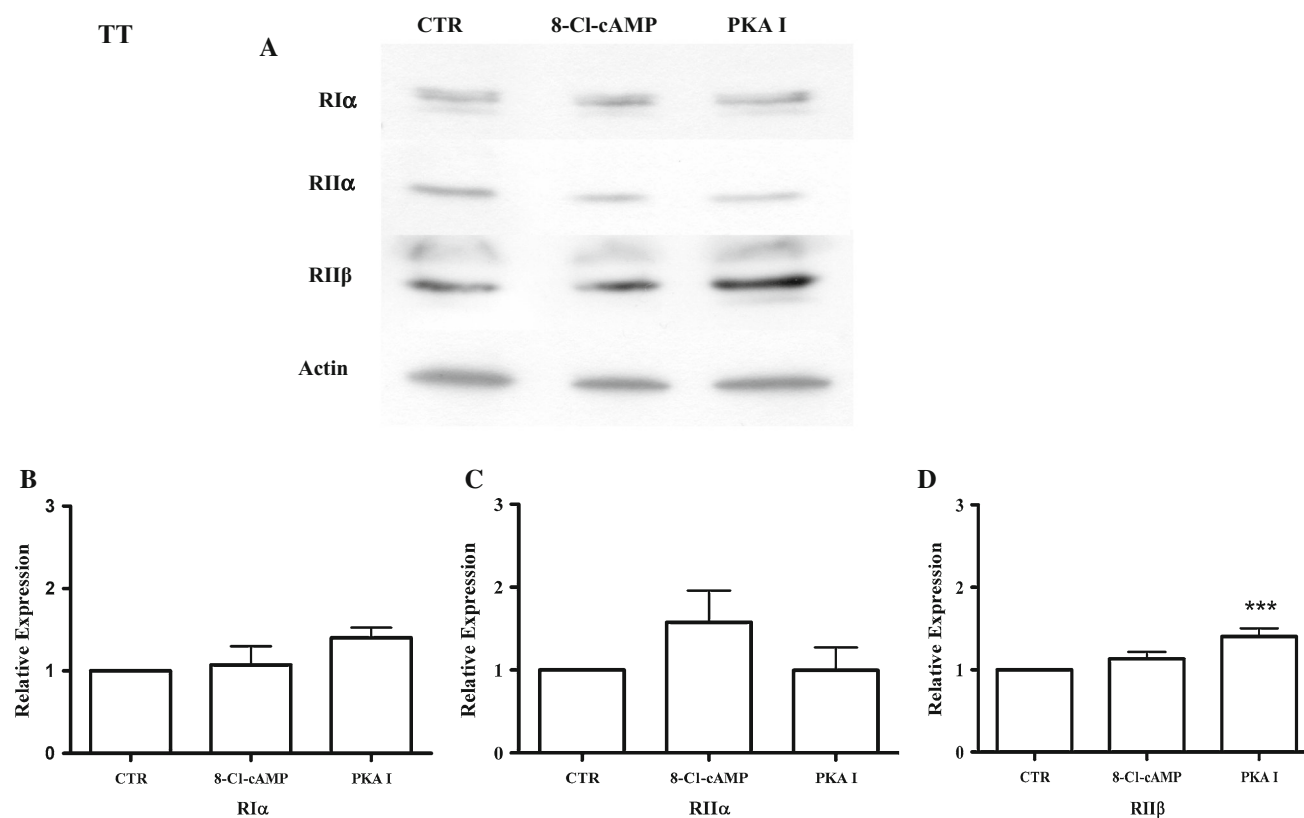 TT
A
CTR 8-Cl-cAMP PKA I
RIα
RIIα
RIIβ
Actin
B
3
2
1
0
Relative Expression
CTR 8-Cl-cAMP PKA I
RIα
C
3
2
1
0
Relative Expression
CTR 8-Cl-cAMP PKA I
RIIα
D
3
2
1
0
Relative Expression
***
CTR 8-Cl-cAMP PKA I
RIIβ